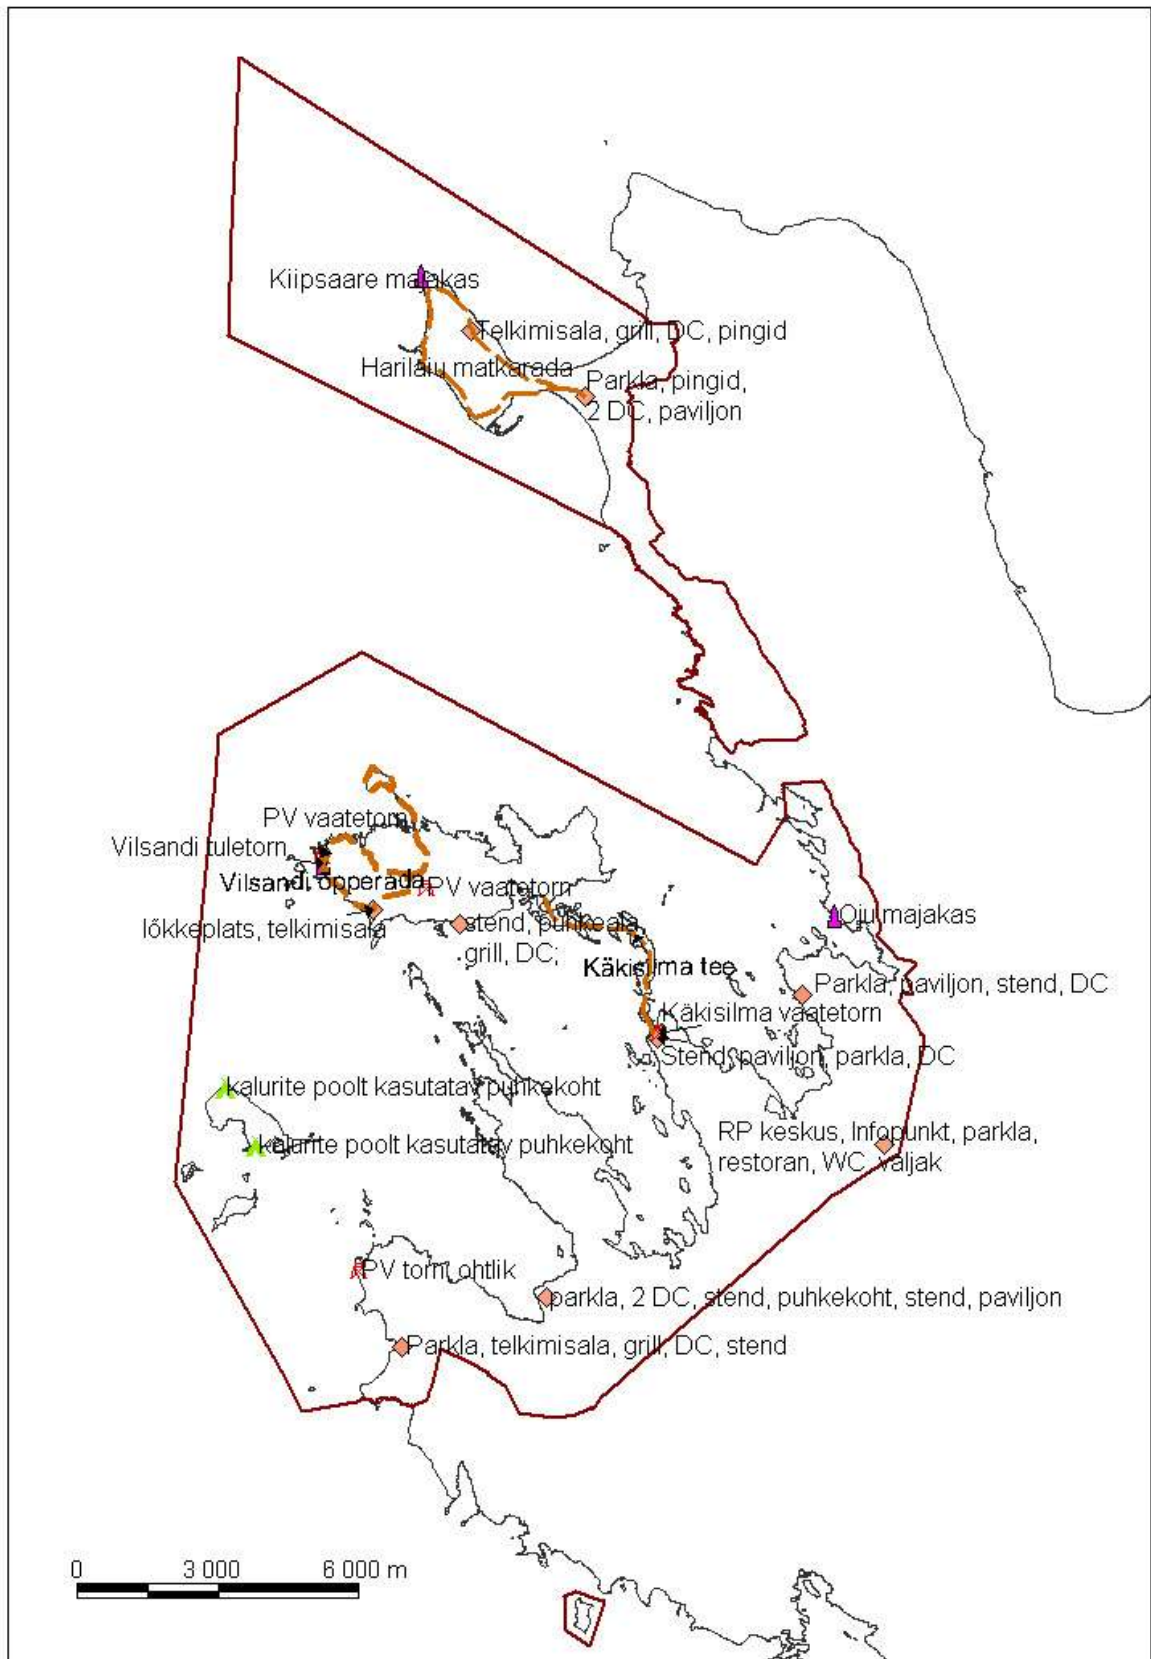 Kiipsaare majakas
Telkimisala, grill, DC, pingid
Harilaiu matkarada
Parkla, pingid,
2 DC, paviljon
PV vaatetorn
Vilsandi tuletorn
Vilsandi õpperada
PV vaatetorn
lõkkeplats, telkimisala
stend, puhkeala,
grill, DC;
Käkisilma tee
Oju majakas
Parkla, paviljon, stend, DC
Käkisilma vaatetorn
Stend, paviljon, parkla, DC
kalurite poolt kasutatav puhkekoht
kalurite poolt kasutatav puhkekoht
RP keskus, Infopunkt, parkla,
restoran, WC, väljak
PV torn, ohtlik
parkla, 2 DC, stend, puhkekoht, stend, paviljon
Parkla, telkimisala, grill, DC, stend
0 3 000 6 000 m